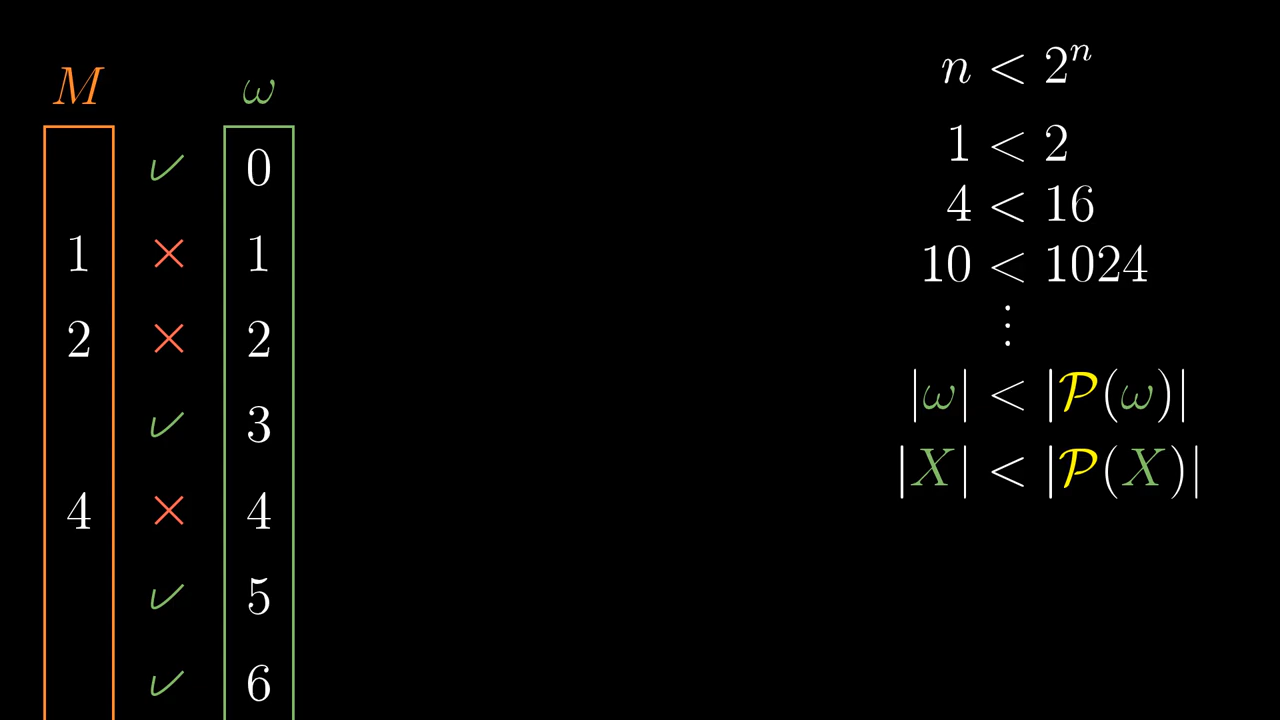 M ω
✓ 0
1 × 1
2 × 2
✓ 3
4 × 4
✓ 5
✓ 6
n < 2ⁿ
1 < 2
4 < 16
10 < 1024
⋮
|ω| < |𝒫(ω)|
|X| < |𝒫(X)|